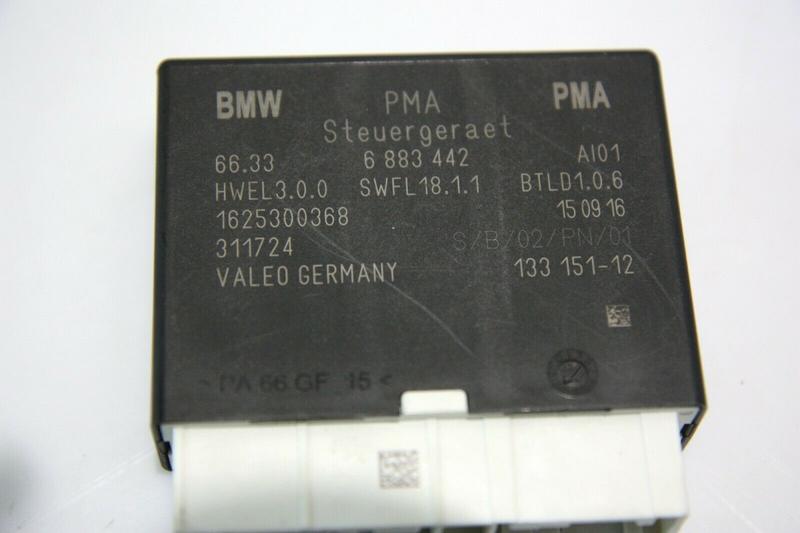 BMW PMA PMA
Steuergeraet
66.33 6 883 442 AI01
HWEL3.0.0 SWFL18.1.1 BTLD1.0.6
1625300368 15 09 16
311724 S/B/02/PN/01
VALEO GERMANY 133 151-12
> PA 66 GF 15 <